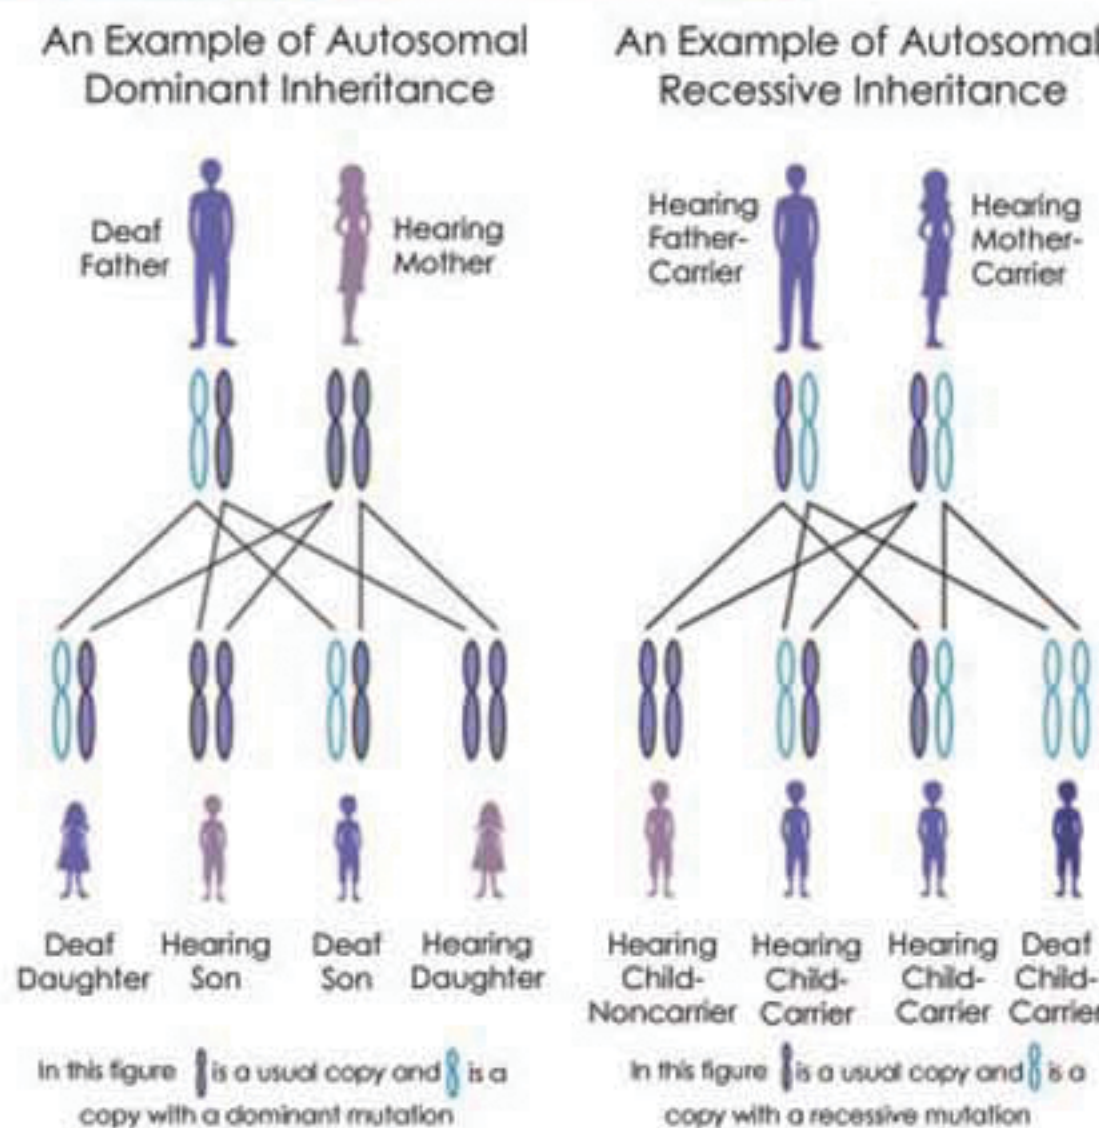 An Example of Autosomal
Dominant Inheritance
Deaf
Father
Hearing
Mother
Deaf
Daughter
Hearing
Son
Deaf
Son
Hearing
Daughter
In this figure is a usual copy and is a
copy with a dominant mutation
An Example of Autosomal
Recessive Inheritance
Hearing
Father-
Carrier
Hearing
Mother-
Carrier
Hearing
Child-
Noncarrier
Hearing
Child-
Carrier
Hearing
Child-
Carrier
Deaf
Child-
Carrier
In this figure is a usual copy and is a
copy with a recessive mutation